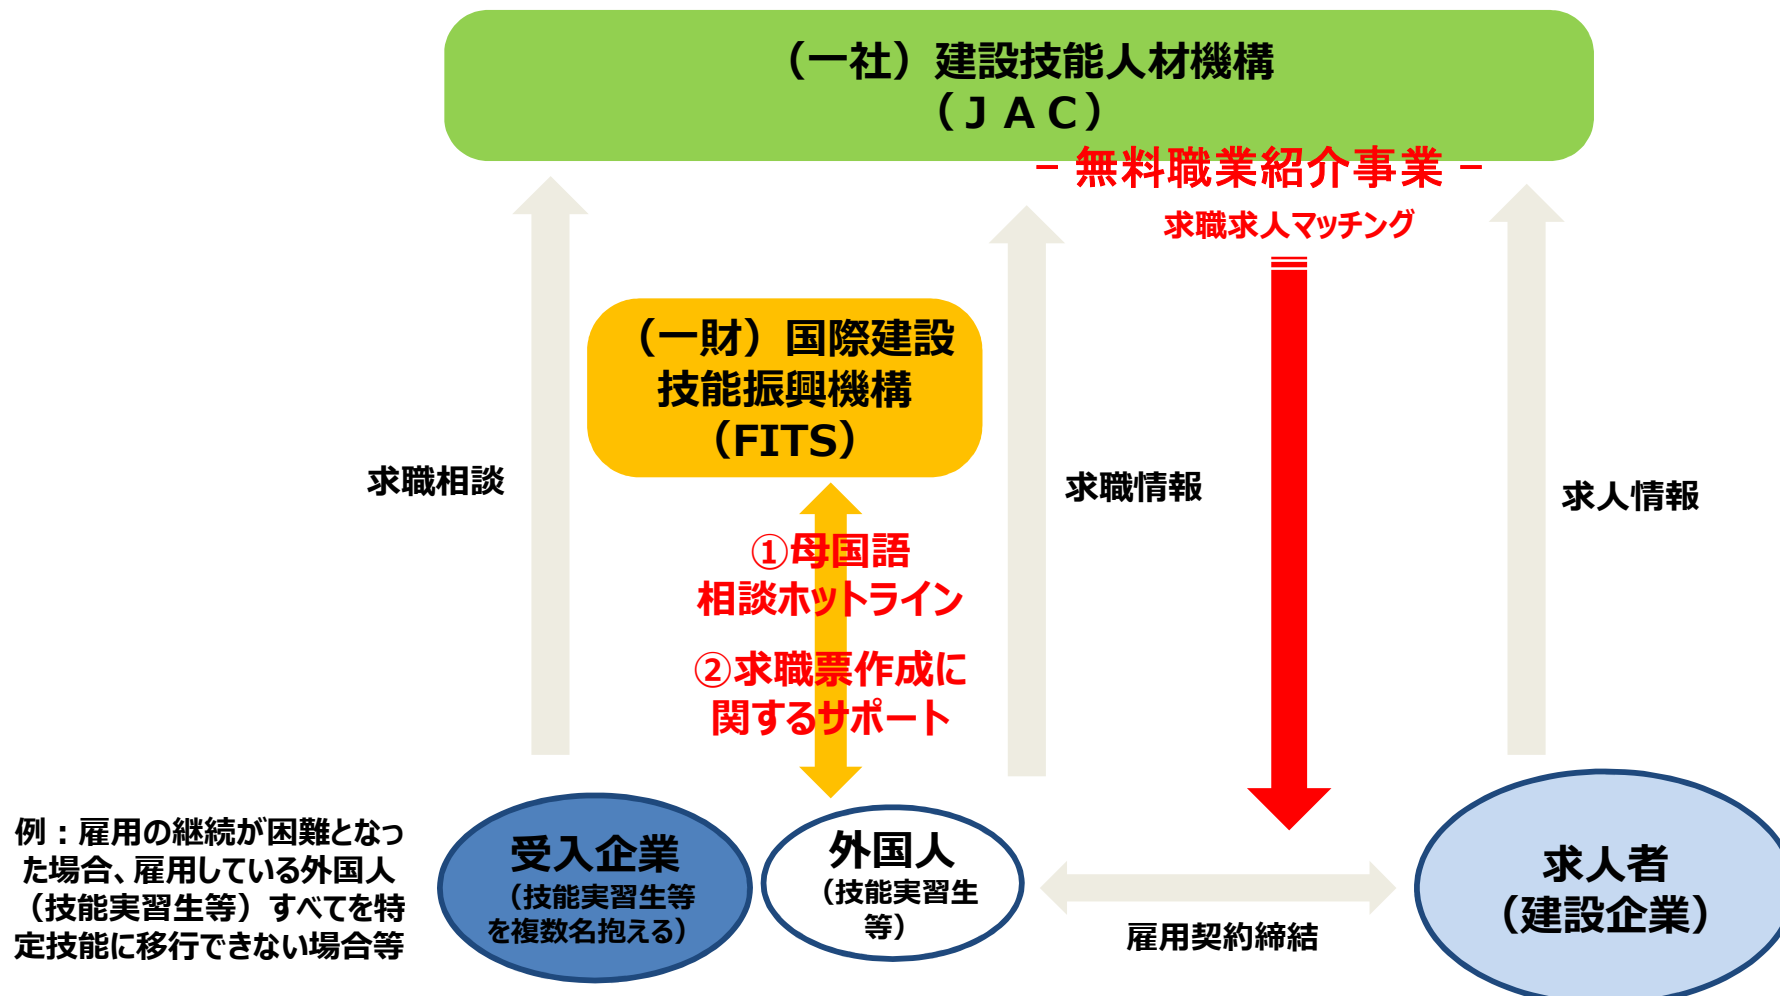 （一社）建設技能人材機構
（ＪＡＣ）
－ 無料職業紹介事業 －
求職求人マッチング
（一財）国際建設
技能振興機構
（FITS）
求職相談
求職情報
求人情報
①母国語
相談ホットライン
②求職票作成に
関するサポート
例：雇用の継続が困難となっ
た場合、雇用している外国人
（技能実習生等）すべてを特
定技能に移行できない場合等
受入企業
（技能実習生等
を複数名抱える）
外国人
（技能実習生
等）
雇用契約締結
求人者
（建設企業）